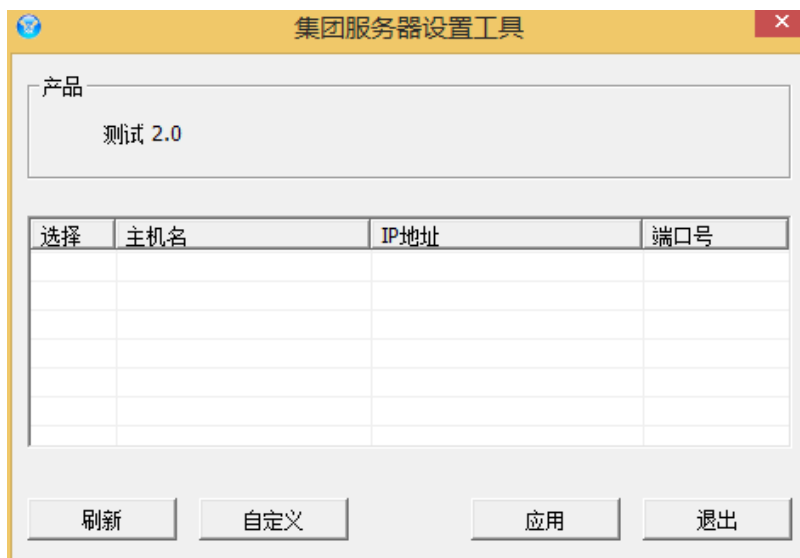 集团服务器设置工具
产品
测试 2.0
选择 主机名 IP地址 端口号
刷新 自定义 应用 退出